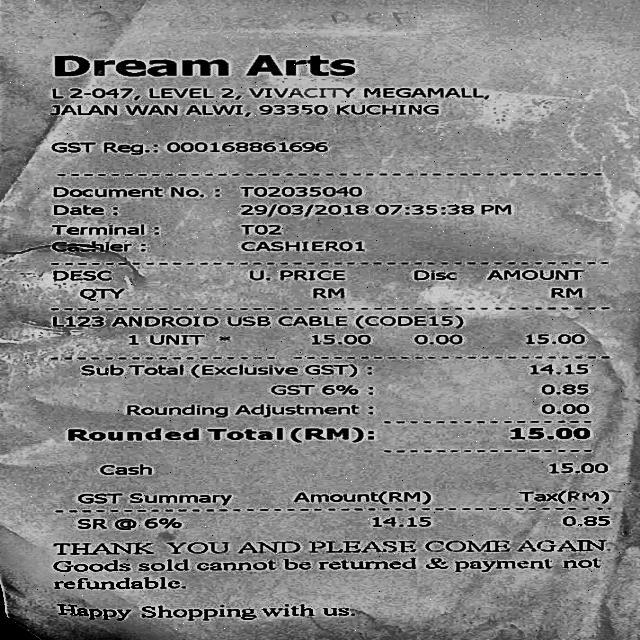 Dream Arts
L 2-047, LEVEL 2, VIVACITY MEGAMALL,
JALAN WAN ALWI, 93350 KUCHING
GST Reg.: 000168861696
Document No. : T02035040
Date : 29/03/2018 07:35:38 PM
Terminal : T02
Cashier : CASHIER01
DESC U. PRICE Disc AMOUNT
QTY RM RM
L123 ANDROID USB CABLE (CODE15)
1 UNIT * 15.00 0.00 15.00
Sub Total (Exclusive GST) : 14.15
GST 6% : 0.85
Rounding Adjustment : 0.00
Rounded Total (RM): 15.00
Cash 15.00
GST Summary Amount(RM) Tax(RM)
SR @ 6% 14.15 0.85
THANK YOU AND PLEASE COME AGAIN.
Goods sold cannot be returned & payment not
refundable.
Happy Shopping with us.